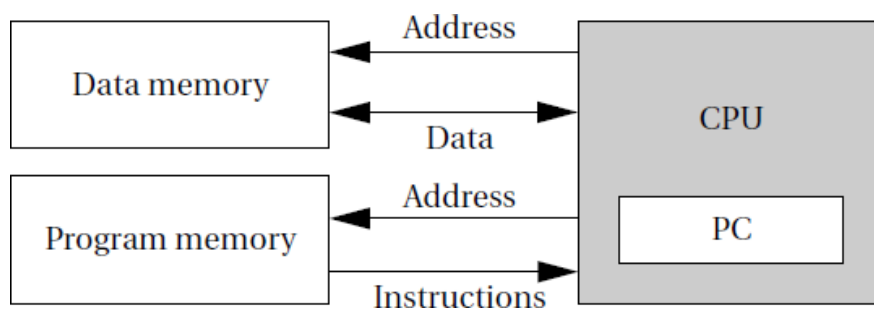 Address
Data memory
CPU
Data
Address
Program memory
PC
Instructions